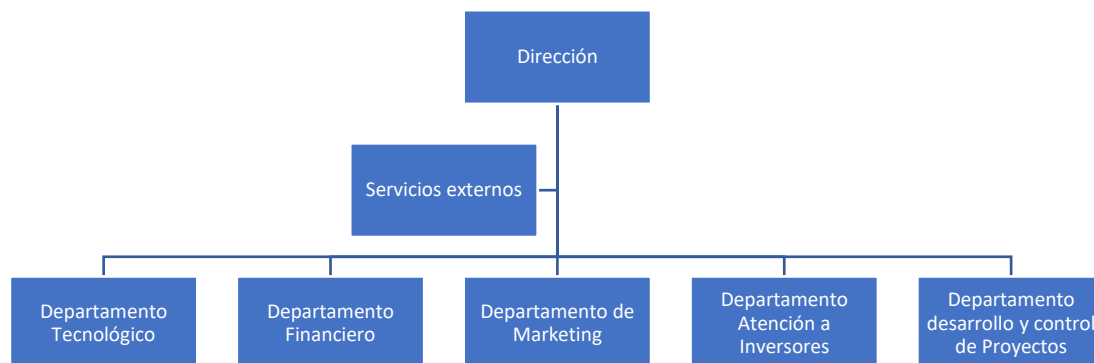 Dirección
Servicios externos
Departamento
Tecnológico
Departamento
Financiero
Departamento de
Marketing
Departamento
Atención a
Inversores
Departamento
desarrollo y control
de Proyectos